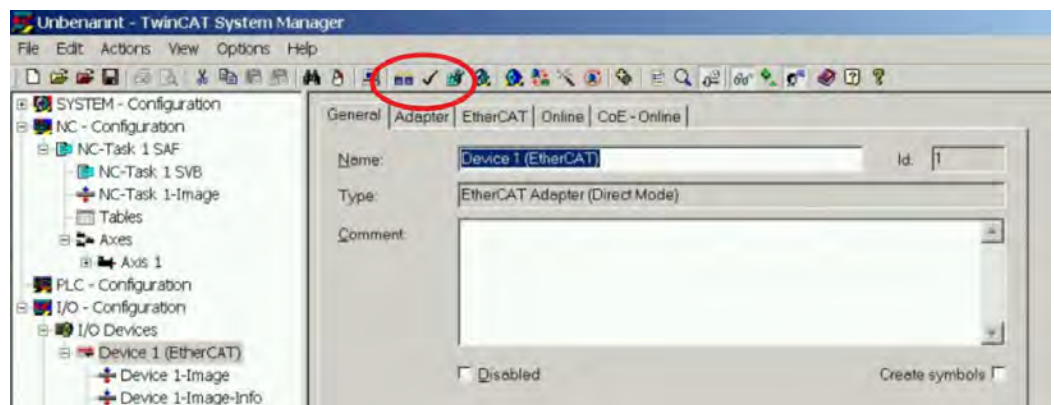 Unbenannt - TwinCAT System Manager
File Edit Actions View Options Help
SYSTEM - Configuration
NC - Configuration
NC-Task 1 SAF
NC-Task 1 SVB
NC-Task 1-Image
Tables
Axes
Axis 1
PLC - Configuration
I/O - Configuration
I/O Devices
Device 1 (EtherCAT)
Device 1-Image
Device 1-Image-Info
General Adapter EtherCAT Online CoE - Online
Name: Device 1 (EtherCAT) Id: 1
Type: EtherCAT Adapter (Direct Mode)
Comment:
Disabled Create symbols